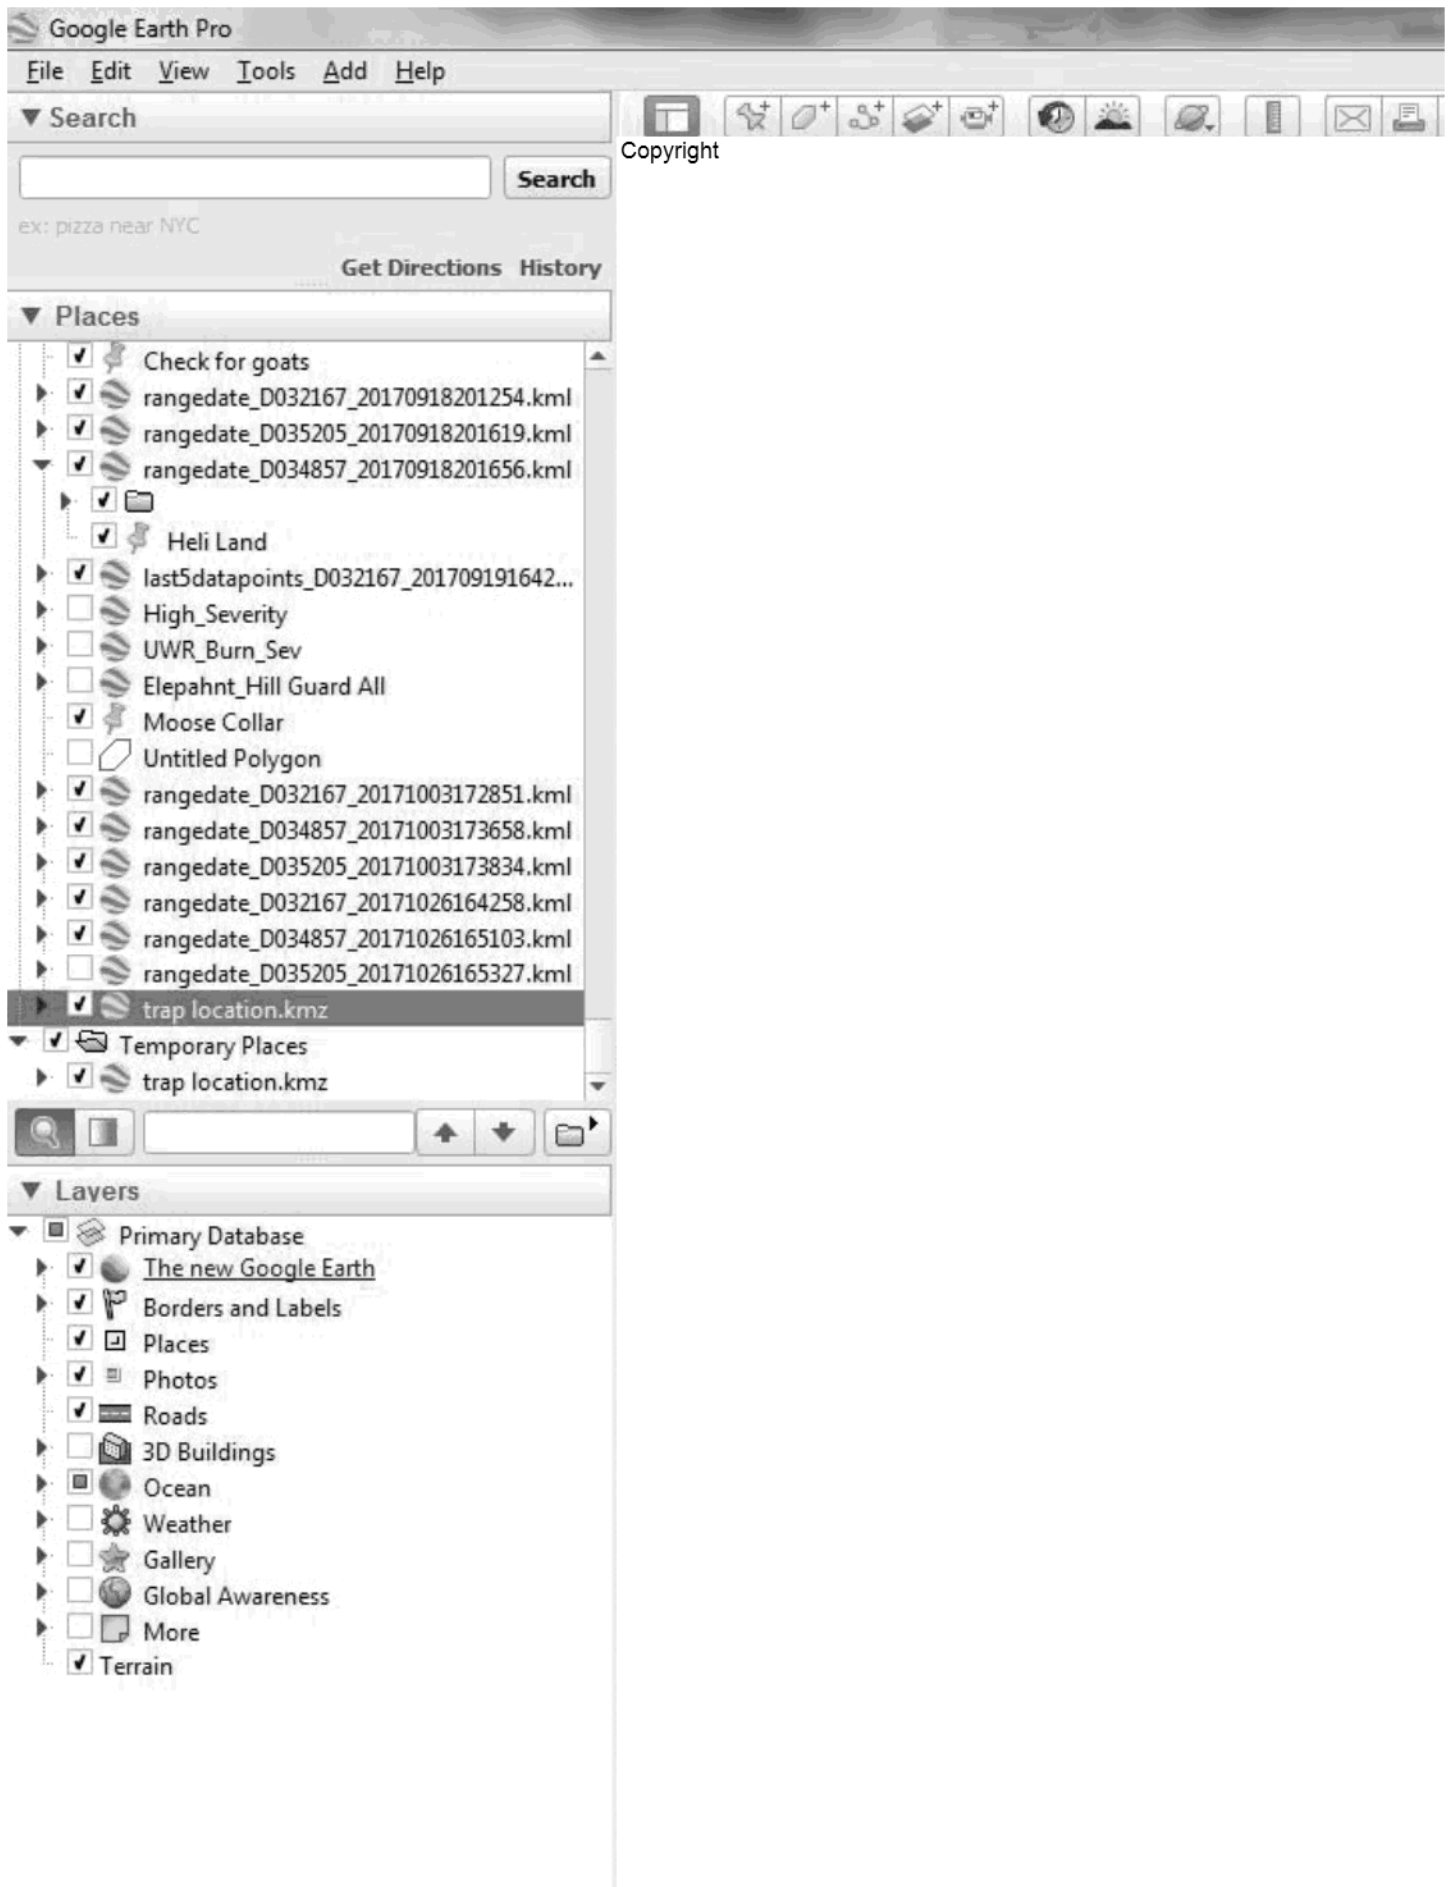 Google Earth Pro
File Edit View Tools Add Help
Search
Copyright
Search
ex: pizza near NYC
Get Directions History
Places
Check for goats
rangedate_D032167_20170918201254.kml
rangedate_D035205_20170918201619.kml
rangedate_D034857_20170918201656.kml
Heli Land
last5datapoints_D032167_201709191642...
High_Severity
UWR_Burn_Sev
Elepahnt_Hill Guard All
Moose Collar
Untitled Polygon
rangedate_D032167_20171003172851.kml
rangedate_D034857_20171003173658.kml
rangedate_D035205_20171003173834.kml
rangedate_D032167_20171026164258.kml
rangedate_D034857_20171026165103.kml
rangedate_D035205_20171026165327.kml
trap location.kmz
Temporary Places
trap location.kmz
Layers
Primary Database
The new Google Earth
Borders and Labels
Places
Photos
Roads
3D Buildings
Ocean
Weather
Gallery
Global Awareness
More
Terrain